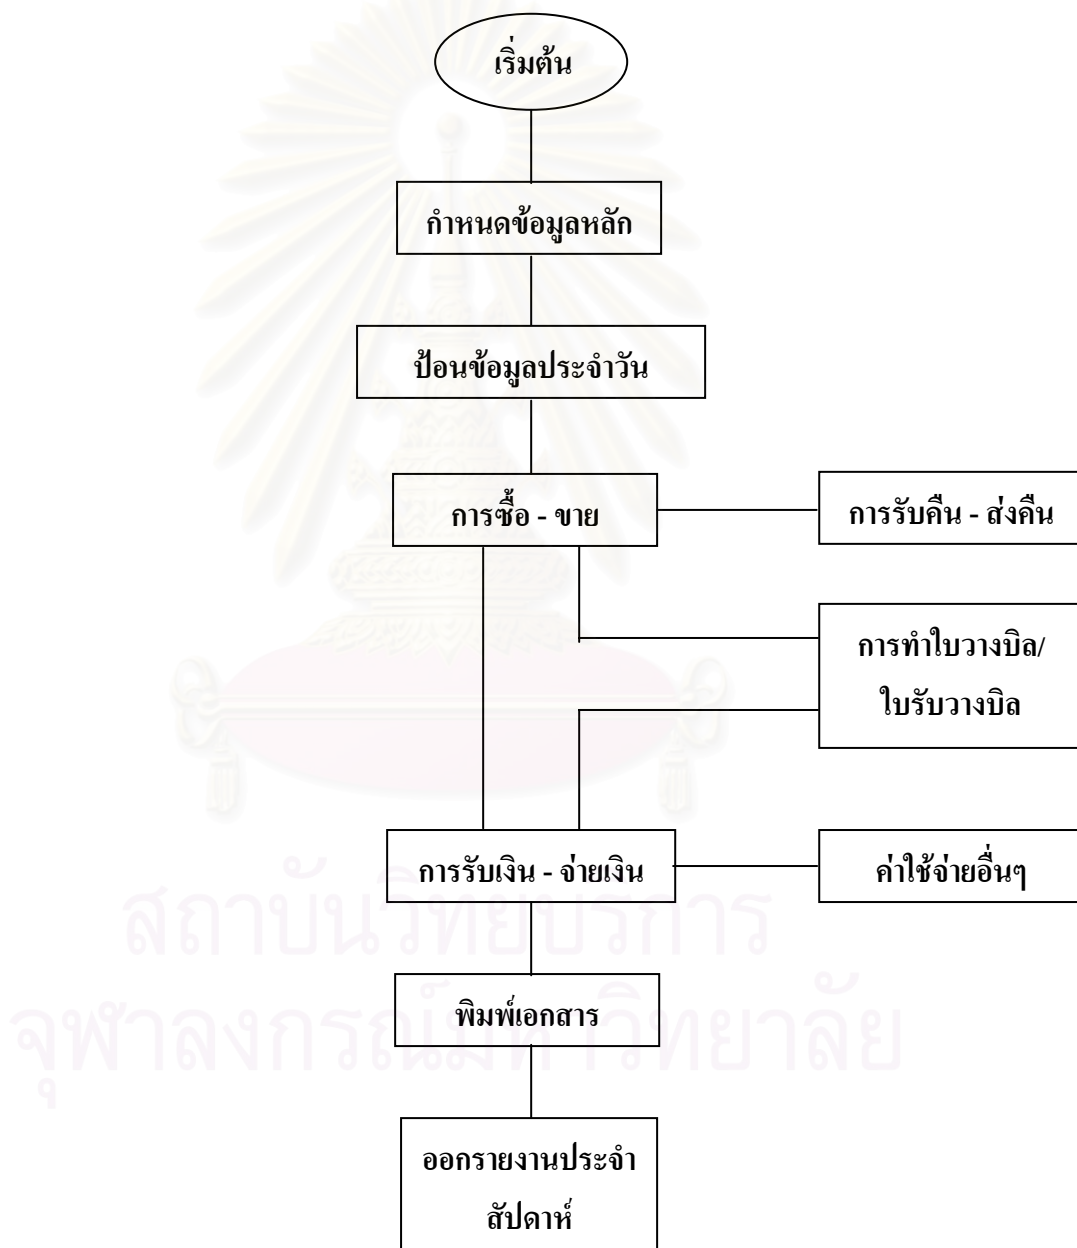 เริ่มต้น
กำหนดข้อมูลหลัก
ป้อนข้อมูลประจำวัน
การซื้อ - ขาย
การรับคืน - ส่งคืน
การทำใบวางบิล/
ใบรับวางบิล
การรับเงิน - จ่ายเงิน
ค่าใช้จ่ายอื่นๆ
สถาบันวิทยบริการ
พิมพ์เอกสาร
จุฬาลงกรณ์มหาวิทยาลัย
ออกรายงานประจำ
สัปดาห์